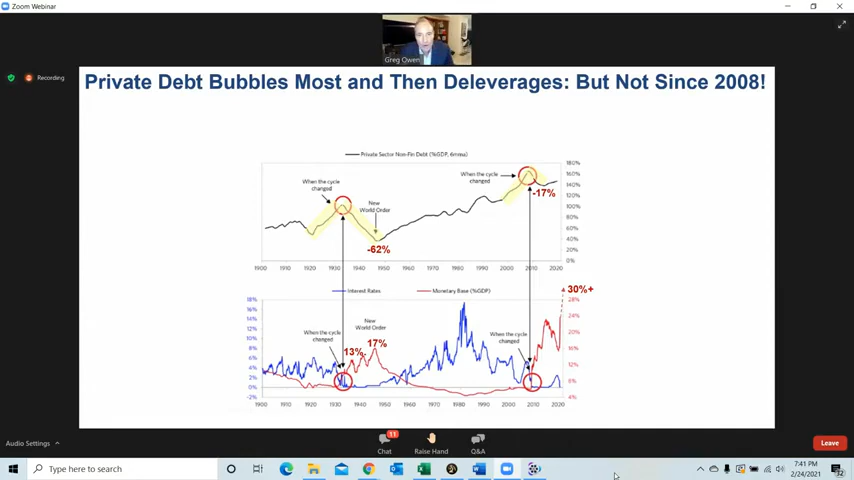 Zoom Webinar
Greg Owen
Recording
Private Debt Bubbles Most and Then Deleverages: But Not Since 2008!
Private Sector Non-Fin Debt (%GDP, 6mma)
When the cycle
changed
New
World Order
-62%
When the cycle
changed
-17%
180%
160%
140%
120%
100%
80%
60%
40%
20%
0%
1900 1910 1920 1930 1940 1950 1960 1970 1980 1990 2000 2010 2020
Interest Rates
Monetary Base (%GDP)
30%+
18%
16%
14%
12%
10%
8%
6%
4%
2%
0%
-2%
When the cycle
changed
13%
New
World Order
17%
When the cycle
changed
28%
24%
20%
16%
12%
8%
4%
1900 1910 1920 1930 1940 1950 1960 1970 1980 1990 2000 2010 2020
Audio Settings
11
Chat
Raise Hand
Q&A
Leave
Type here to search
7:41 PM
2/24/2021
32